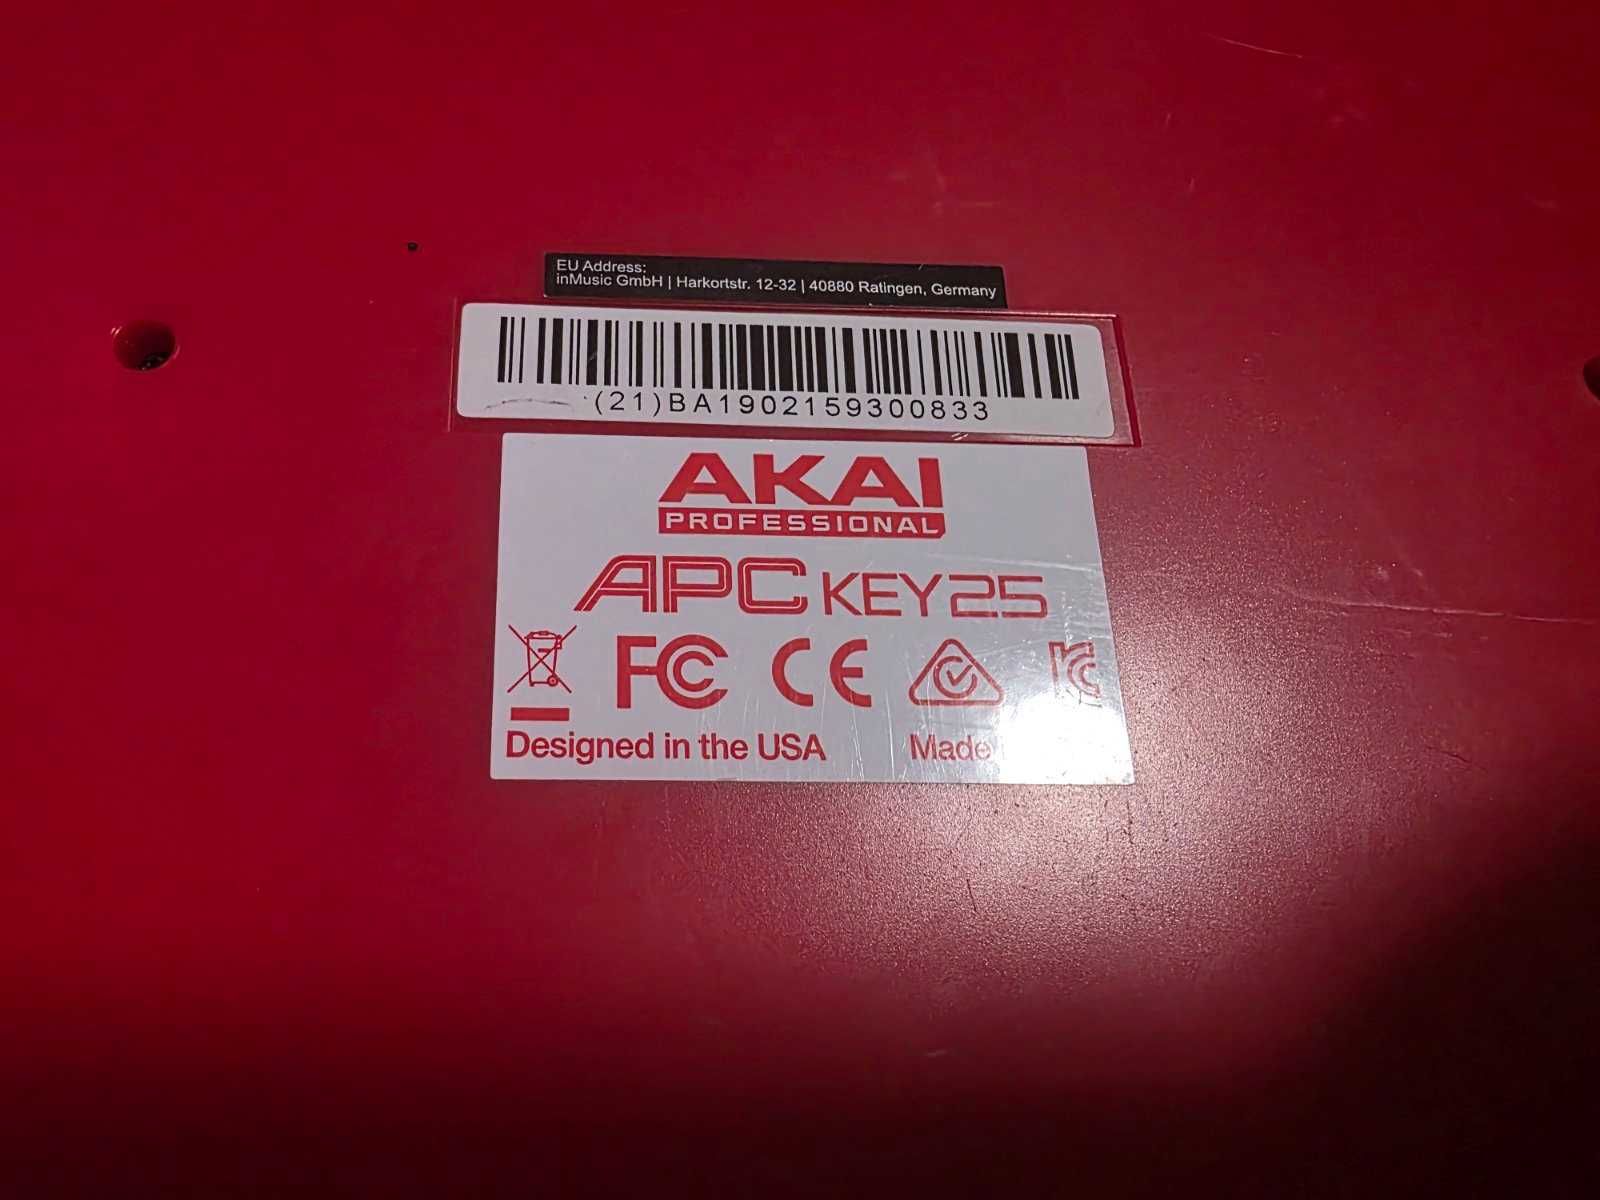 EU Address:
inMusic GmbH | Harkortstr. 12-32 | 40880 Ratingen, Germany
(21)BA1902159300833
AKAI
PROFESSIONAL
APC KEY 25
FC CE
Designed in the USA Made